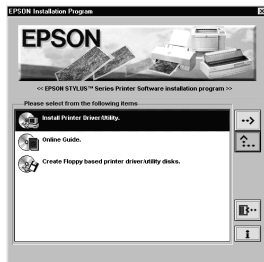 EPSON Installation Program
EPSON
<< EPSON STYLUS™ Series Printer Software installation program >>
Please select from the following items
Install Printer Driver/Utility.
Online Guide.
Create Floppy based printer driver/utility disks.